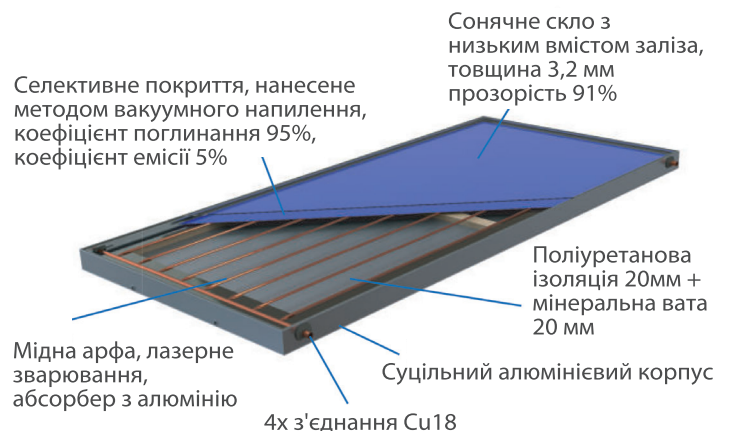 Сонячне скло з
низьким вмістом заліза,
товщина 3,2 мм
прозорість 91%
Селективне покриття, нанесене
методом вакуумного напилення,
коефіцієнт поглинання 95%,
коефіцієнт емісії 5%
Поліуретанова
ізоляція 20мм +
мінеральна вата
20 мм
Мідна арфа, лазерне
зварювання,
абсорбер з алюмінію
Суцільний алюмінієвий корпус
4х з'єднання Cu18